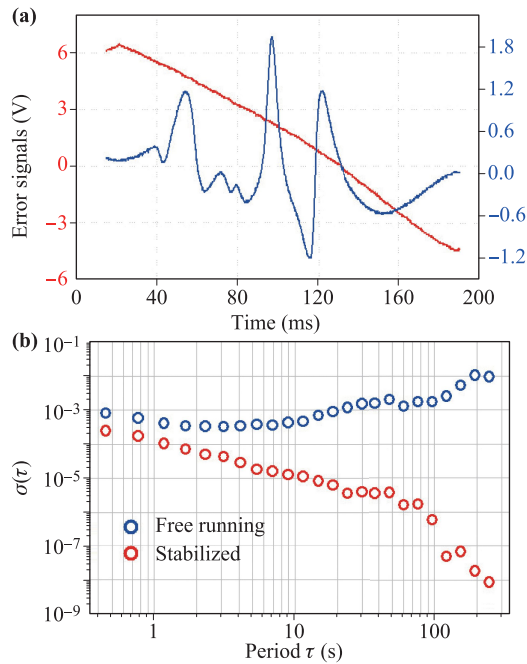 (a)
6
3
0
−3
−6
Error signals (V)
1.8
1.2
0.6
0.0
−0.6
−1.2
0 40 80 120 160 200
Time (ms)
(b)
10−1
10−3
10−5
10−7
10−9
σ(τ)
Free running
Stabilized
1 10 100
Period τ (s)